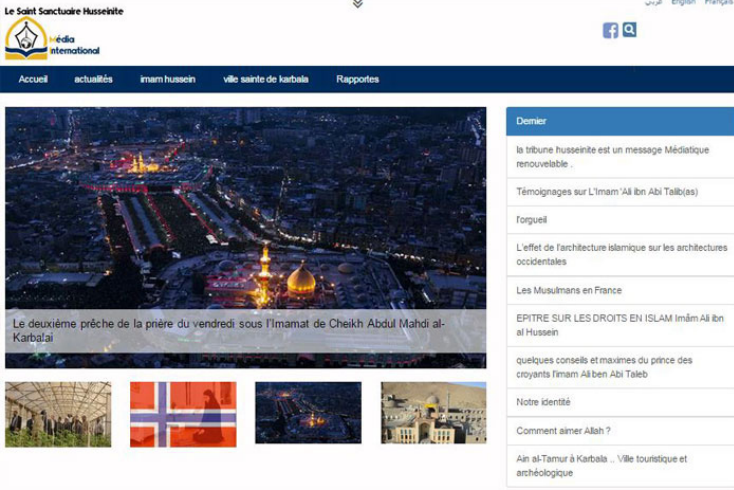 Le Saint Sanctuaire Husseinite
Média
International
عربي English Français
Accueil actualités imam hussein ville sainte de karbala Rapportes
Le deuxième prêche de la prière du vendredi sous l'Imamat de Cheikh Abdul Mahdi al-
Karbalai
Dernier
la tribune husseinite est un message Médiatique
renouvelable .
Témoignages sur L'Imam 'Ali ibn Abi Talib(as)
l'orgueil
L'effet de l'architecture islamique sur les architectures
occidentales
Les Musulmans en France
EPITRE SUR LES DROITS EN ISLAM Imâm Ali ibn
al Hussein
quelques conseils et maximes du prince des
croyants l'imam Ali ben Abi Taleb
Notre identité
Comment aimer Allah ?
Ain al-Tamur à Karbala .. Ville touristique et
archéologique